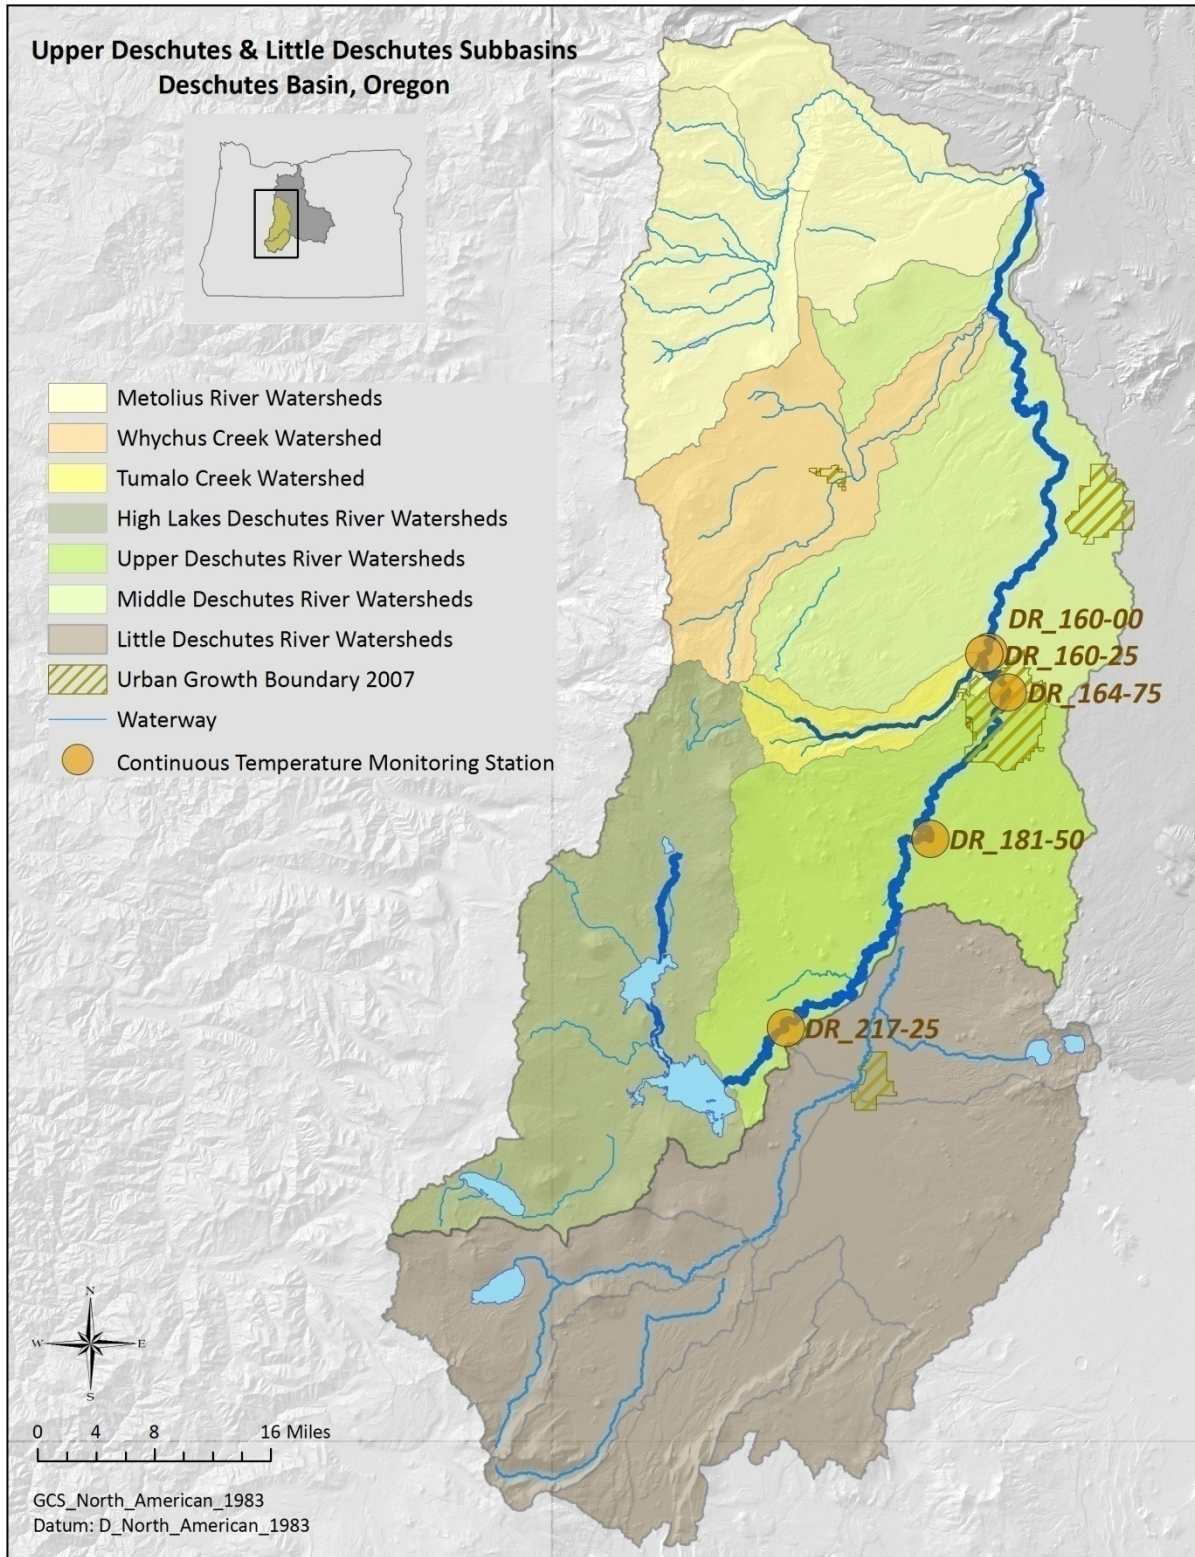 Upper Deschutes & Little Deschutes Subbasins
Deschutes Basin, Oregon
Metolius River Watersheds
Whychus Creek Watershed
Tumalo Creek Watershed
High Lakes Deschutes River Watersheds
Upper Deschutes River Watersheds
Middle Deschutes River Watersheds
Little Deschutes River Watersheds
Urban Growth Boundary 2007
Waterway
Continuous Temperature Monitoring Station
DR_160-00
DR_160-25
DR_164-75
DR_181-50
DR_217-25
N
W E
S
0 4 8 16 Miles
GCS_North_American_1983
Datum: D_North_American_1983